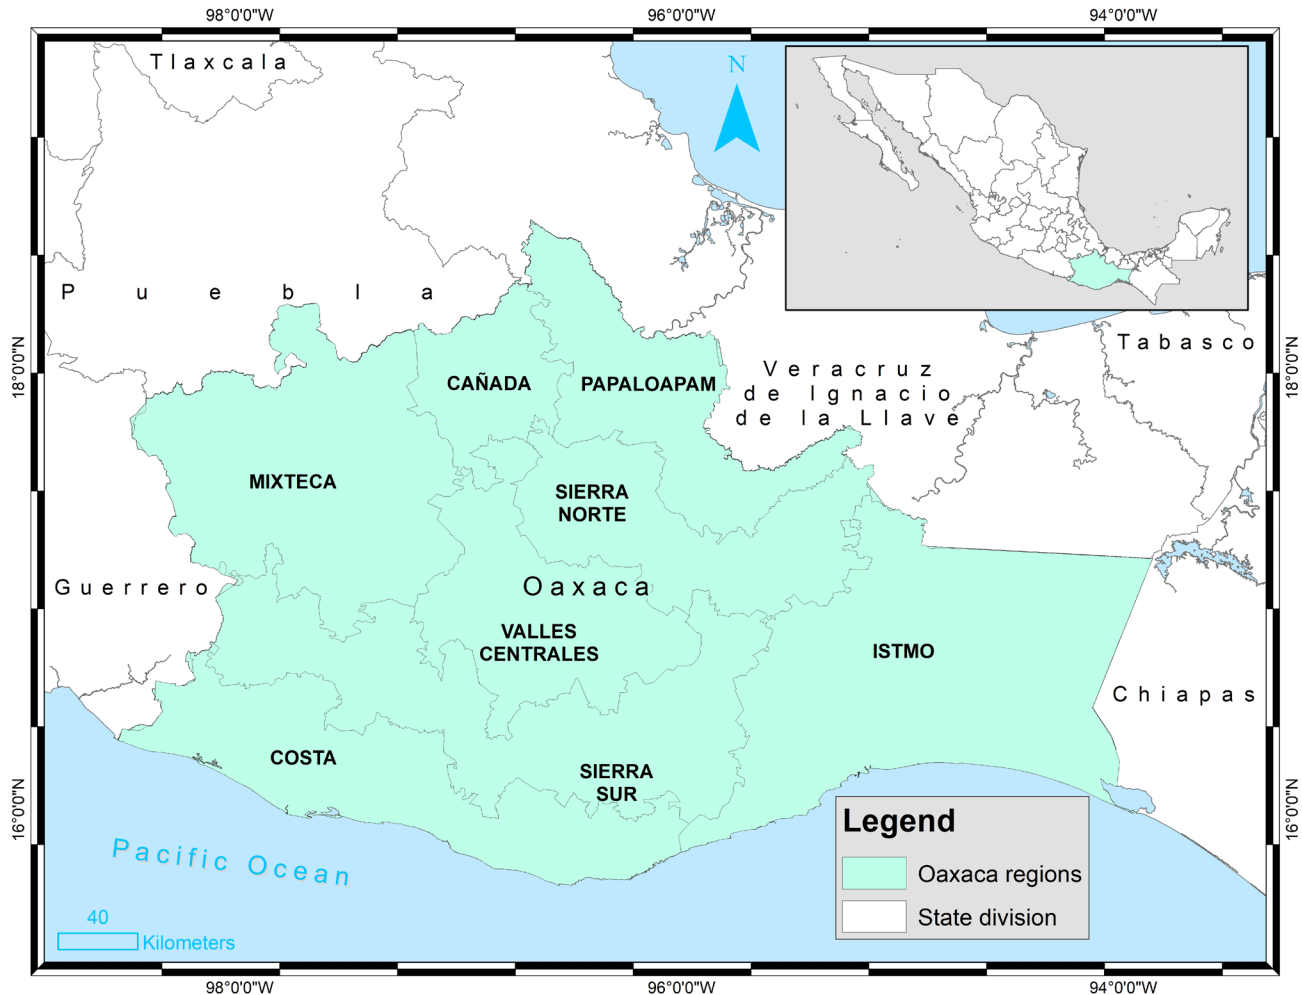 98°0'0"W
96°0'0"W
94°0'0"W
Tlaxcala
N
Puebla
Tabasco
18°0'0"N
18°0'0"N
Veracruz
de Ignacio
de la Llave
CAÑADA
PAPALOAPAM
MIXTECA
SIERRA
NORTE
Guerrero
Oaxaca
VALLES
CENTRALES
ISTMO
Chiapas
COSTA
SIERRA
SUR
16°0'0"N
16°0'0"N
Legend
Oaxaca regions
State division
Pacific Ocean
40
Kilometers
98°0'0"W
96°0'0"W
94°0'0"W